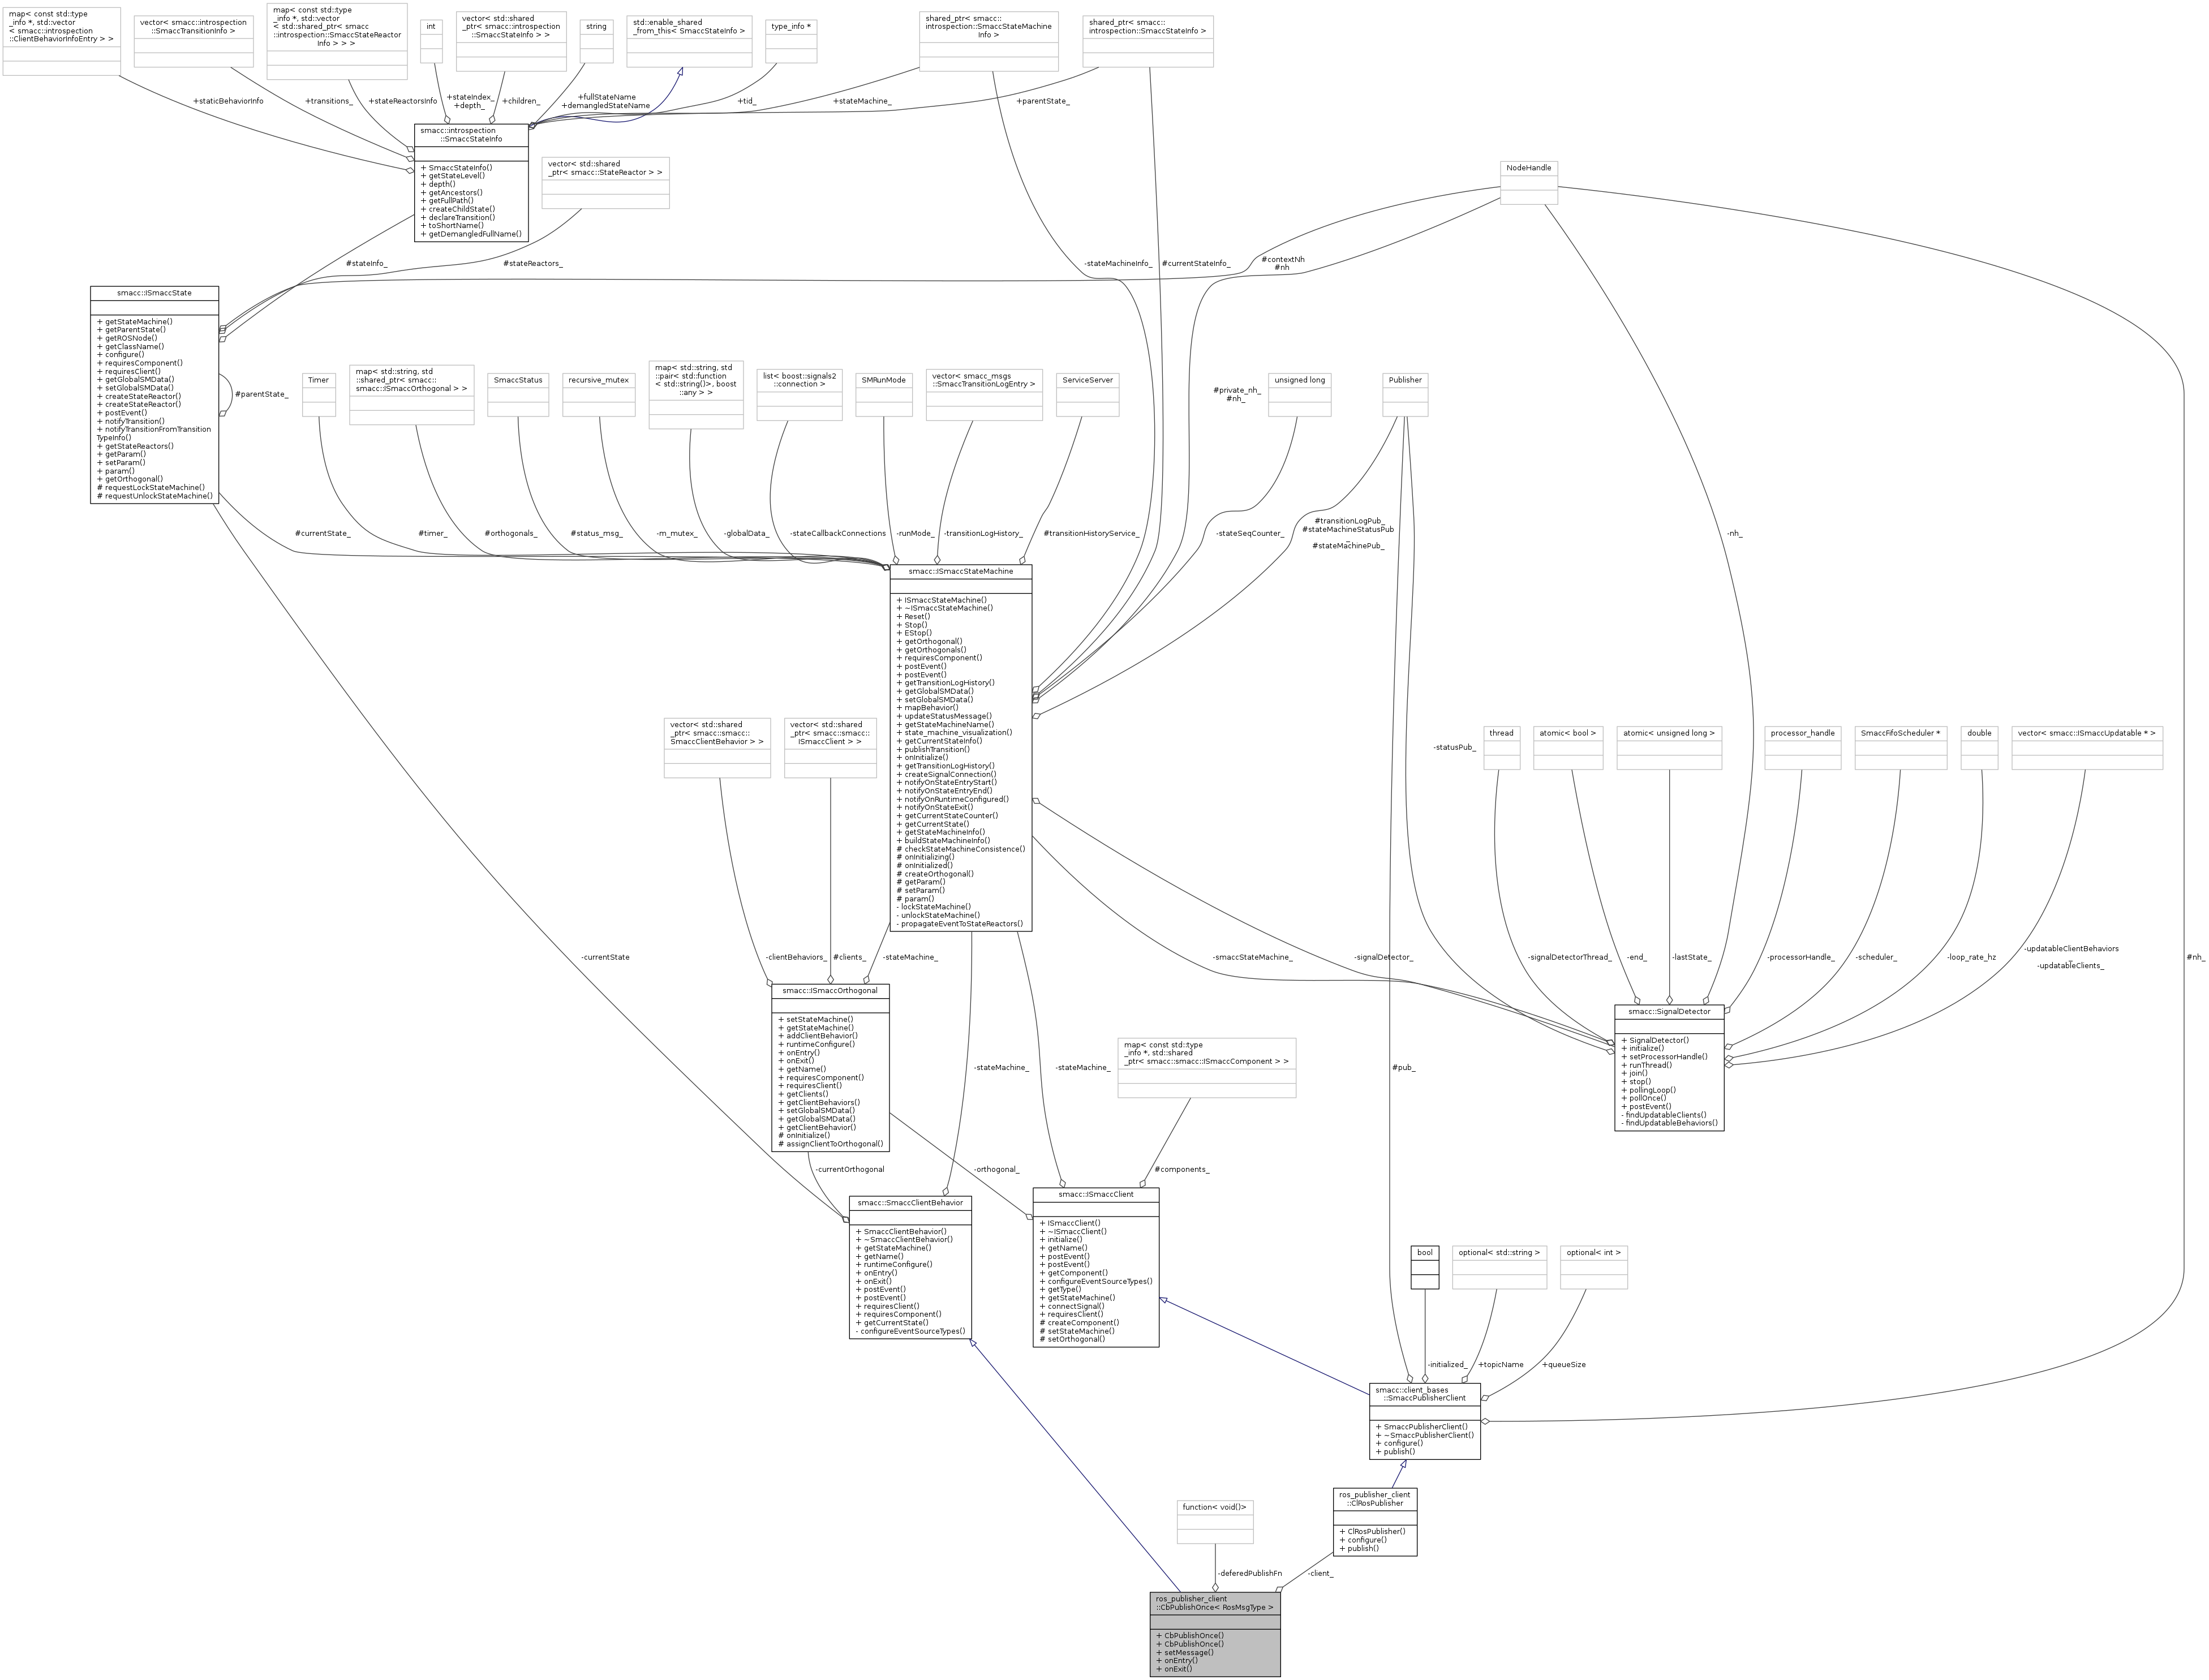 map< const std::type
_info *, std::vector
< smacc::introspection
::ClientBehaviorInfoEntry > >
vector< smacc::introspection
::SmaccTransitionInfo >
map< const std::type
_info *, std::vector
< std::shared_ptr< smacc
::introspection::SmaccStateReactor
Info > > >
int
vector< std::shared
_ptr< smacc::introspection
::SmaccStateInfo > >
string
std::enable_shared
_from_this< SmaccStateInfo >
type_info *
shared_ptr< smacc::
introspection::SmaccStateMachine
Info >
shared_ptr< smacc::
introspection::SmaccStateInfo >
+staticBehaviorInfo
+transitions_
+stateReactorsInfo
+stateIndex_
+depth_
+children_
+fullStateName
+demangledStateName
+tid_
+stateMachine_
+parentState_
smacc::introspection
::SmaccStateInfo
+ SmaccStateInfo()
+ getStateLevel()
+ depth()
+ getAncestors()
+ getFullPath()
+ createChildState()
+ declareTransition()
+ toShortName()
+ getDemangledFullName()
vector< std::shared
_ptr< smacc::StateReactor > >
NodeHandle
#stateInfo_
#stateReactors_
-stateMachineInfo_
#currentStateInfo_
#contextNh
#nh
smacc::ISmaccState
+ getStateMachine()
+ getParentState()
+ getROSNode()
+ getClassName()
+ configure()
+ requiresComponent()
+ requiresClient()
+ getGlobalSMData()
+ setGlobalSMData()
+ createStateReactor()
+ createStateReactor()
+ postEvent()
+ notifyTransition()
+ notifyTransitionFromTransition
TypeInfo()
+ getStateReactors()
+ getParam()
+ setParam()
+ param()
+ getOrthogonal()
# requestLockStateMachine()
# requestUnlockStateMachine()
#parentState_
Timer
map< std::string, std
::shared_ptr< smacc::
smacc::ISmaccOrthogonal > >
SmaccStatus
recursive_mutex
map< std::string, std
::pair< std::function
< std::string()>, boost
::any > >
list< boost::signals2
::connection >
SMRunMode
vector< smacc_msgs
::SmaccTransitionLogEntry >
ServiceServer
#private_nh_
#nh_
unsigned long
Publisher
#currentState_
#timer_
#orthogonals_
#status_msg_
-m_mutex_
-globalData_
-stateCallbackConnections
-runMode_
-transitionLogHistory_
#transitionHistoryService_
-stateSeqCounter_
#transitionLogPub_
#stateMachineStatusPub
_
#stateMachinePub_
-nh_
smacc::ISmaccStateMachine
+ ISmaccStateMachine()
+ ~ISmaccStateMachine()
+ Reset()
+ Stop()
+ EStop()
+ getOrthogonal()
+ getOrthogonals()
+ requiresComponent()
+ postEvent()
+ postEvent()
+ getTransitionLogHistory()
+ getGlobalSMData()
+ setGlobalSMData()
+ mapBehavior()
+ updateStatusMessage()
+ getStateMachineName()
+ state_machine_visualization()
+ getCurrentStateInfo()
+ publishTransition()
+ onInitialize()
+ getTransitionLogHistory()
+ createSignalConnection()
+ notifyOnStateEntryStart()
+ notifyOnStateEntryEnd()
+ notifyOnRuntimeConfigured()
+ notifyOnStateExit()
+ getCurrentStateCounter()
+ getCurrentState()
+ getStateMachineInfo()
+ buildStateMachineInfo()
# checkStateMachineConsistence()
# onInitializing()
# onInitialized()
# createOrthogonal()
# getParam()
# setParam()
# param()
- lockStateMachine()
- unlockStateMachine()
- propagateEventToStateReactors()
vector< std::shared
_ptr< smacc::smacc::
SmaccClientBehavior > >
vector< std::shared
_ptr< smacc::smacc::
ISmaccClient > >
-statusPub_
thread
atomic< bool >
atomic< unsigned long >
processor_handle
SmaccFifoScheduler *
double
vector< smacc::ISmaccUpdatable * >
-currentState
-clientBehaviors_
#clients_
-stateMachine_
-smaccStateMachine_
-signalDetector_
-signalDetectorThread_
-end_
-lastState_
-processorHandle_
-scheduler_
-loop_rate_hz
-updatableClientBehaviors
_
-updatableClients_
#nh_
smacc::ISmaccOrthogonal
+ setStateMachine()
+ getStateMachine()
+ addClientBehavior()
+ runtimeConfigure()
+ onEntry()
+ onExit()
+ getName()
+ requiresComponent()
+ requiresClient()
+ getClients()
+ getClientBehaviors()
+ setGlobalSMData()
+ getGlobalSMData()
+ getClientBehavior()
# onInitialize()
# assignClientToOrthogonal()
smacc::SignalDetector
+ SignalDetector()
+ initialize()
+ setProcessorHandle()
+ runThread()
+ join()
+ stop()
+ pollingLoop()
+ pollOnce()
+ postEvent()
- findUpdatableClients()
- findUpdatableBehaviors()
map< const std::type
_info *, std::shared
_ptr< smacc::smacc::ISmaccComponent > >
-stateMachine_
-stateMachine_
#pub_
-currentOrthogonal
-orthogonal_
#components_
smacc::SmaccClientBehavior
+ SmaccClientBehavior()
+ ~SmaccClientBehavior()
+ getStateMachine()
+ getName()
+ runtimeConfigure()
+ onEntry()
+ onExit()
+ postEvent()
+ postEvent()
+ requiresClient()
+ requiresComponent()
+ getCurrentState()
- configureEventSourceTypes()
smacc::ISmaccClient
+ ISmaccClient()
+ ~ISmaccClient()
+ initialize()
+ getName()
+ postEvent()
+ postEvent()
+ getComponent()
+ configureEventSourceTypes()
+ getType()
+ getStateMachine()
+ connectSignal()
+ requiresClient()
# createComponent()
# setStateMachine()
# setOrthogonal()
bool
optional< std::string >
optional< int >
-initialized_
+topicName
+queueSize
smacc::client_bases
::SmaccPublisherClient
+ SmaccPublisherClient()
+ ~SmaccPublisherClient()
+ configure()
+ publish()
function< void()>
ros_publisher_client
::ClRosPublisher
+ ClRosPublisher()
+ configure()
+ publish()
-deferedPublishFn
-client_
ros_publisher_client
::CbPublishOnce< RosMsgType >
+ CbPublishOnce()
+ CbPublishOnce()
+ setMessage()
+ onEntry()
+ onExit()